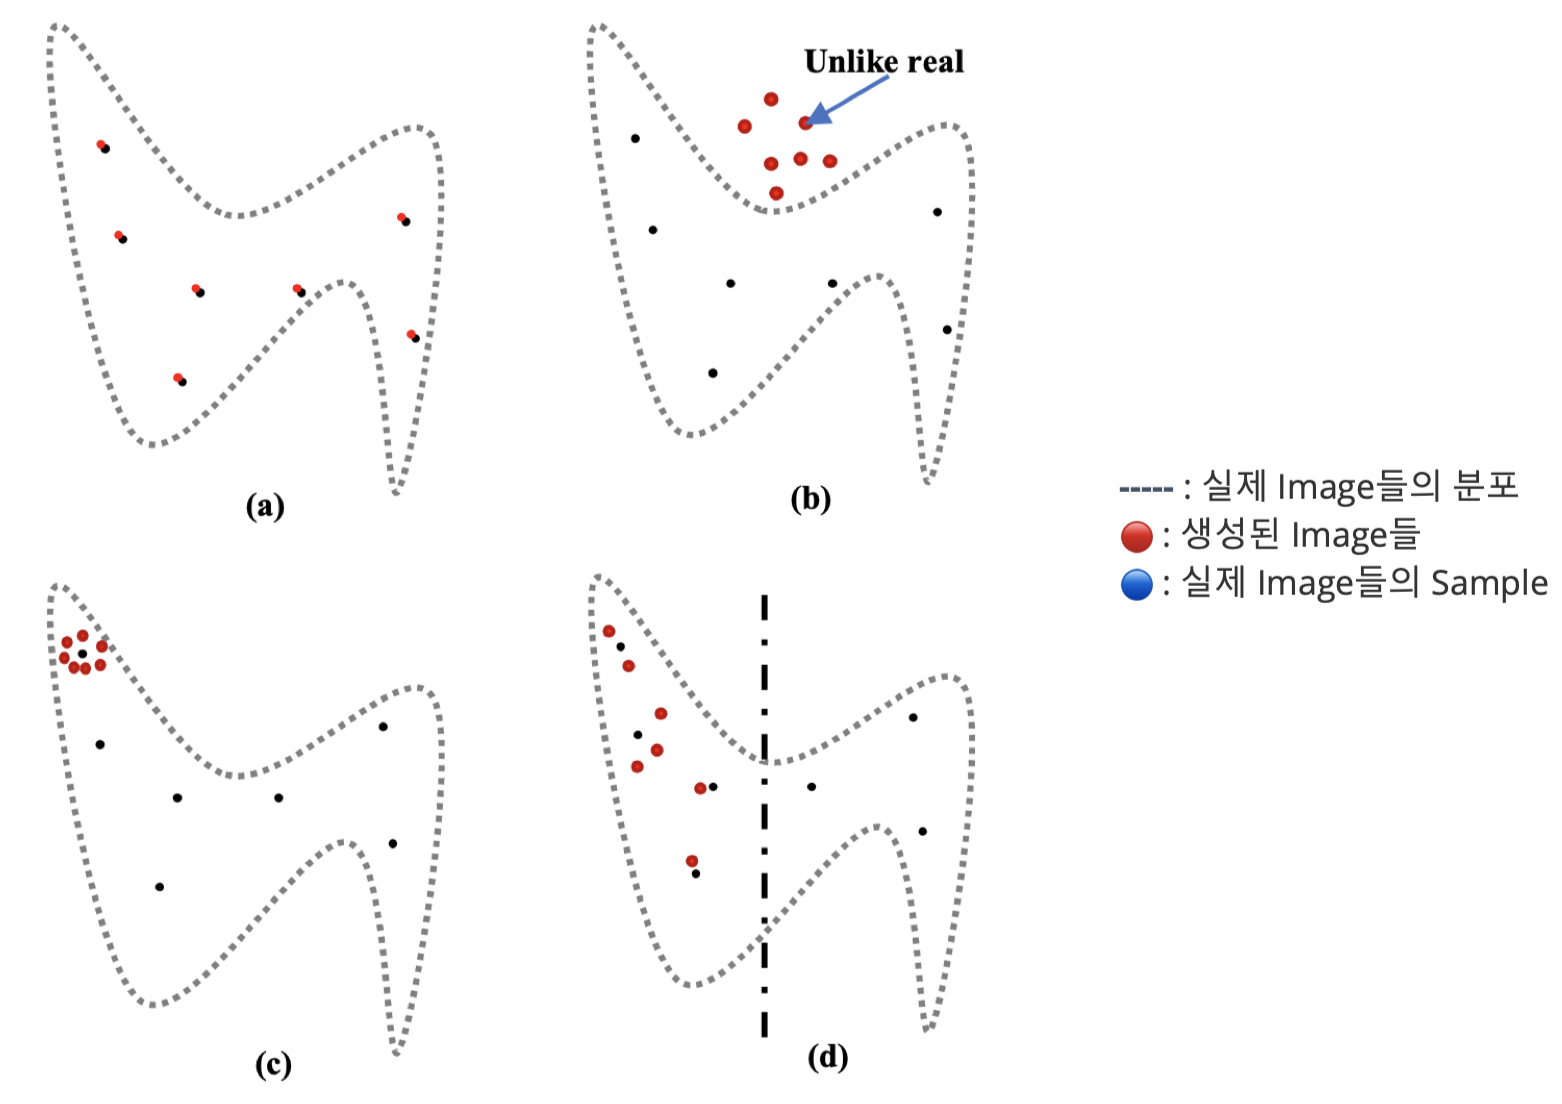 Unlike real
(a)
(b)
----- : 실제 Image들의 분포
: 생성된 Image들
: 실제 Image들의 Sample
(c)
(d)